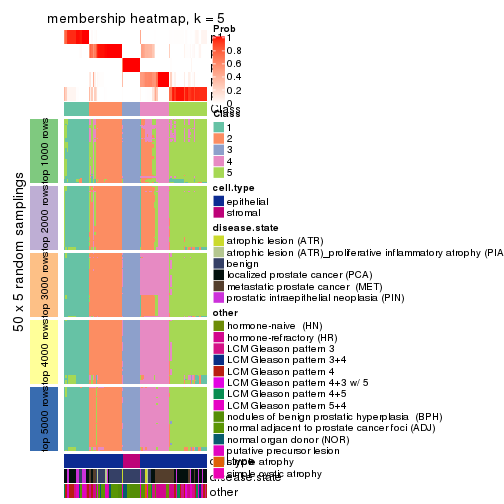 membership heatmap, k = 5
Prob
1
0.8
0.6
0.4
0.2
0
Class
Class
1
2
3
4
5
cell.type
epithelial
stromal
disease.state
atrophic lesion (ATR)
atrophic lesion (ATR)_proliferative inflammatory atrophy (PIA
benign
localized prostate cancer (PCA)
metastatic prostate cancer  (MET)
prostatic intraepithelial neoplasia (PIN)
other
hormone-naive  (HN)
hormone-refractory (HR)
LCM Gleason pattern 3
LCM Gleason pattern 3+4
LCM Gleason pattern 4
LCM Gleason pattern 4+3 w/ 5
LCM Gleason pattern 4+5
LCM Gleason pattern 5+4
nodules of benign prostatic hyperplasia  (BPH)
normal adjacent to prostate cancer foci (ADJ)
normal organ donor (NOR)
putative precursor lesion
simple atrophy
simple cystic atrophy
disease.state
other
50 x 5 random samplings
top 1000 rows
top 2000 rows
top 3000 rows
top 4000 rows
top 5000 rows